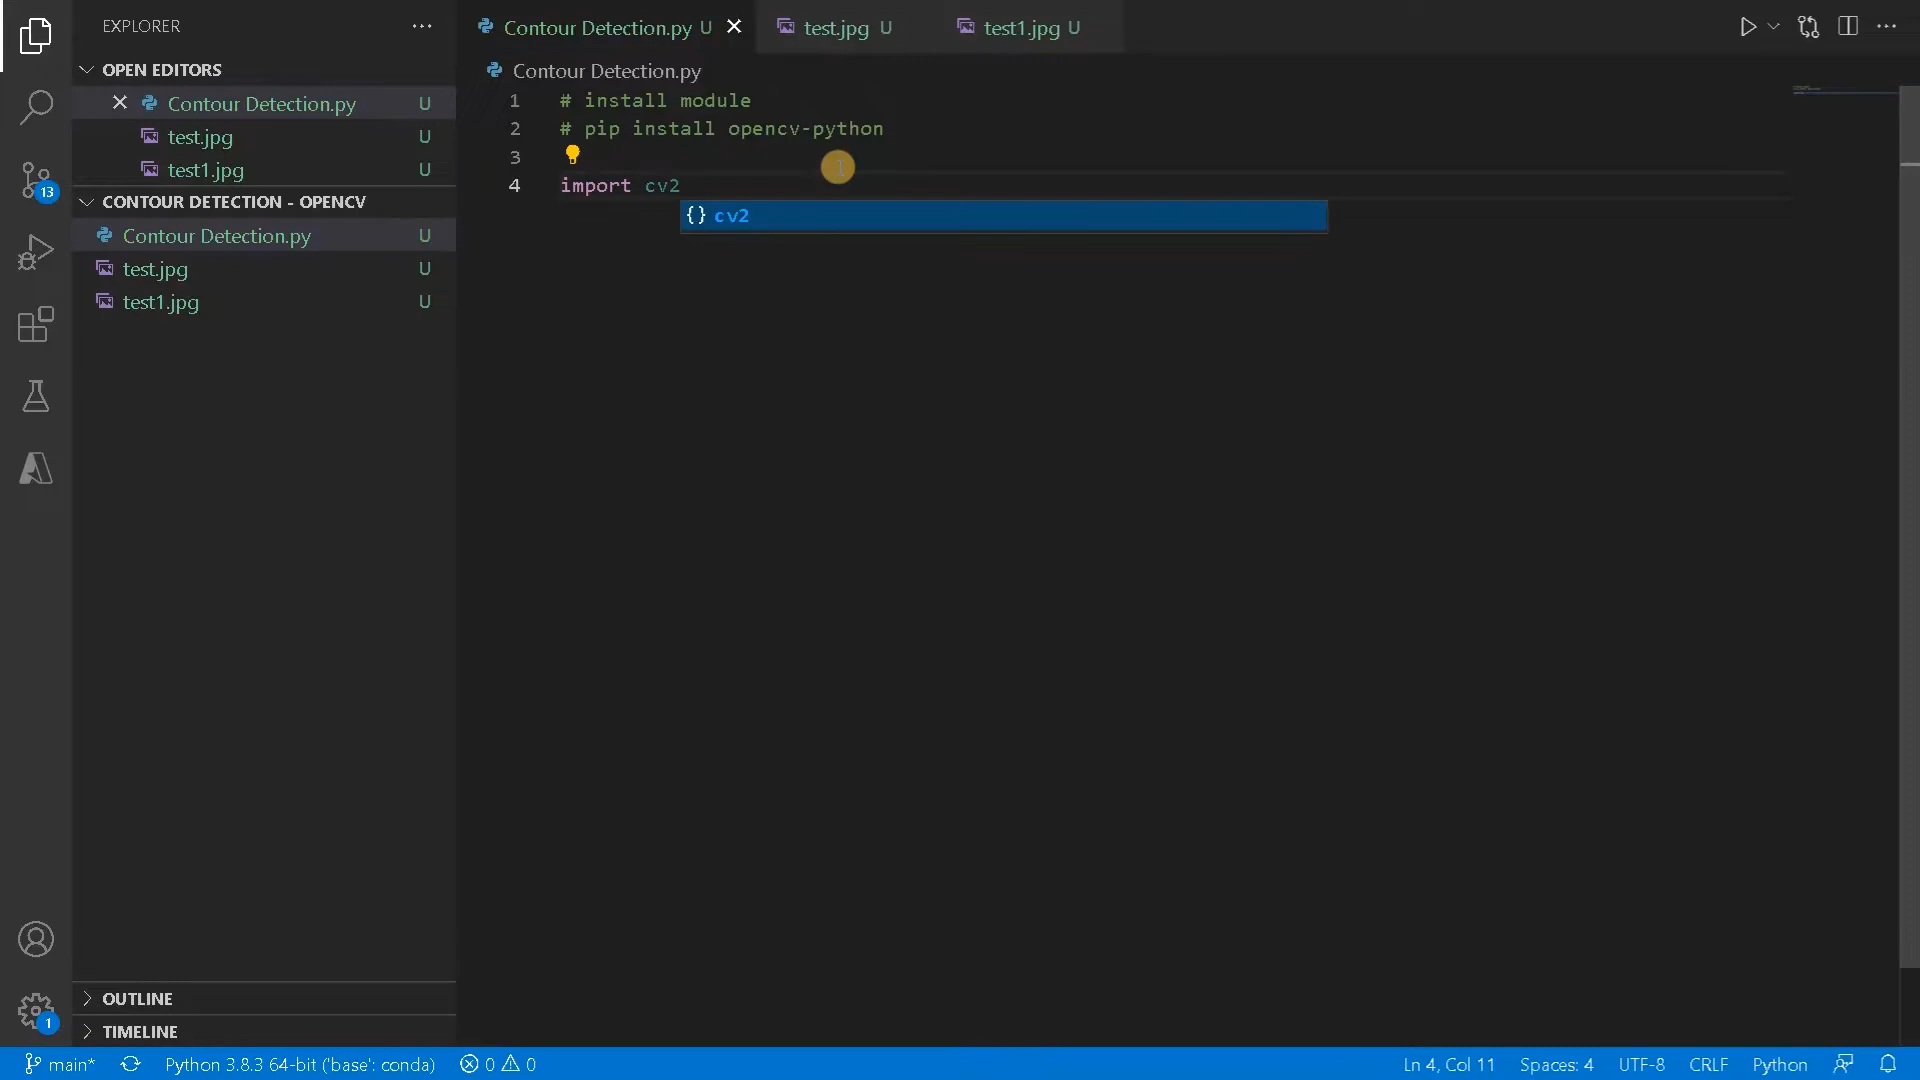 EXPLORER
OPEN EDITORS
Contour Detection.py U
test.jpg U
test1.jpg U
CONTOUR DETECTION - OPENCV
Contour Detection.py U
test.jpg U
test1.jpg U
OUTLINE
TIMELINE
13
1
Contour Detection.py U
test.jpg U
test1.jpg U
Contour Detection.py
1 # install module
2 # pip install opencv-python
3
4 import cv2
{} cv2
main*
Python 3.8.3 64-bit ('base': conda)
0 0
Ln 4, Col 11
Spaces: 4
UTF-8
CRLF
Python